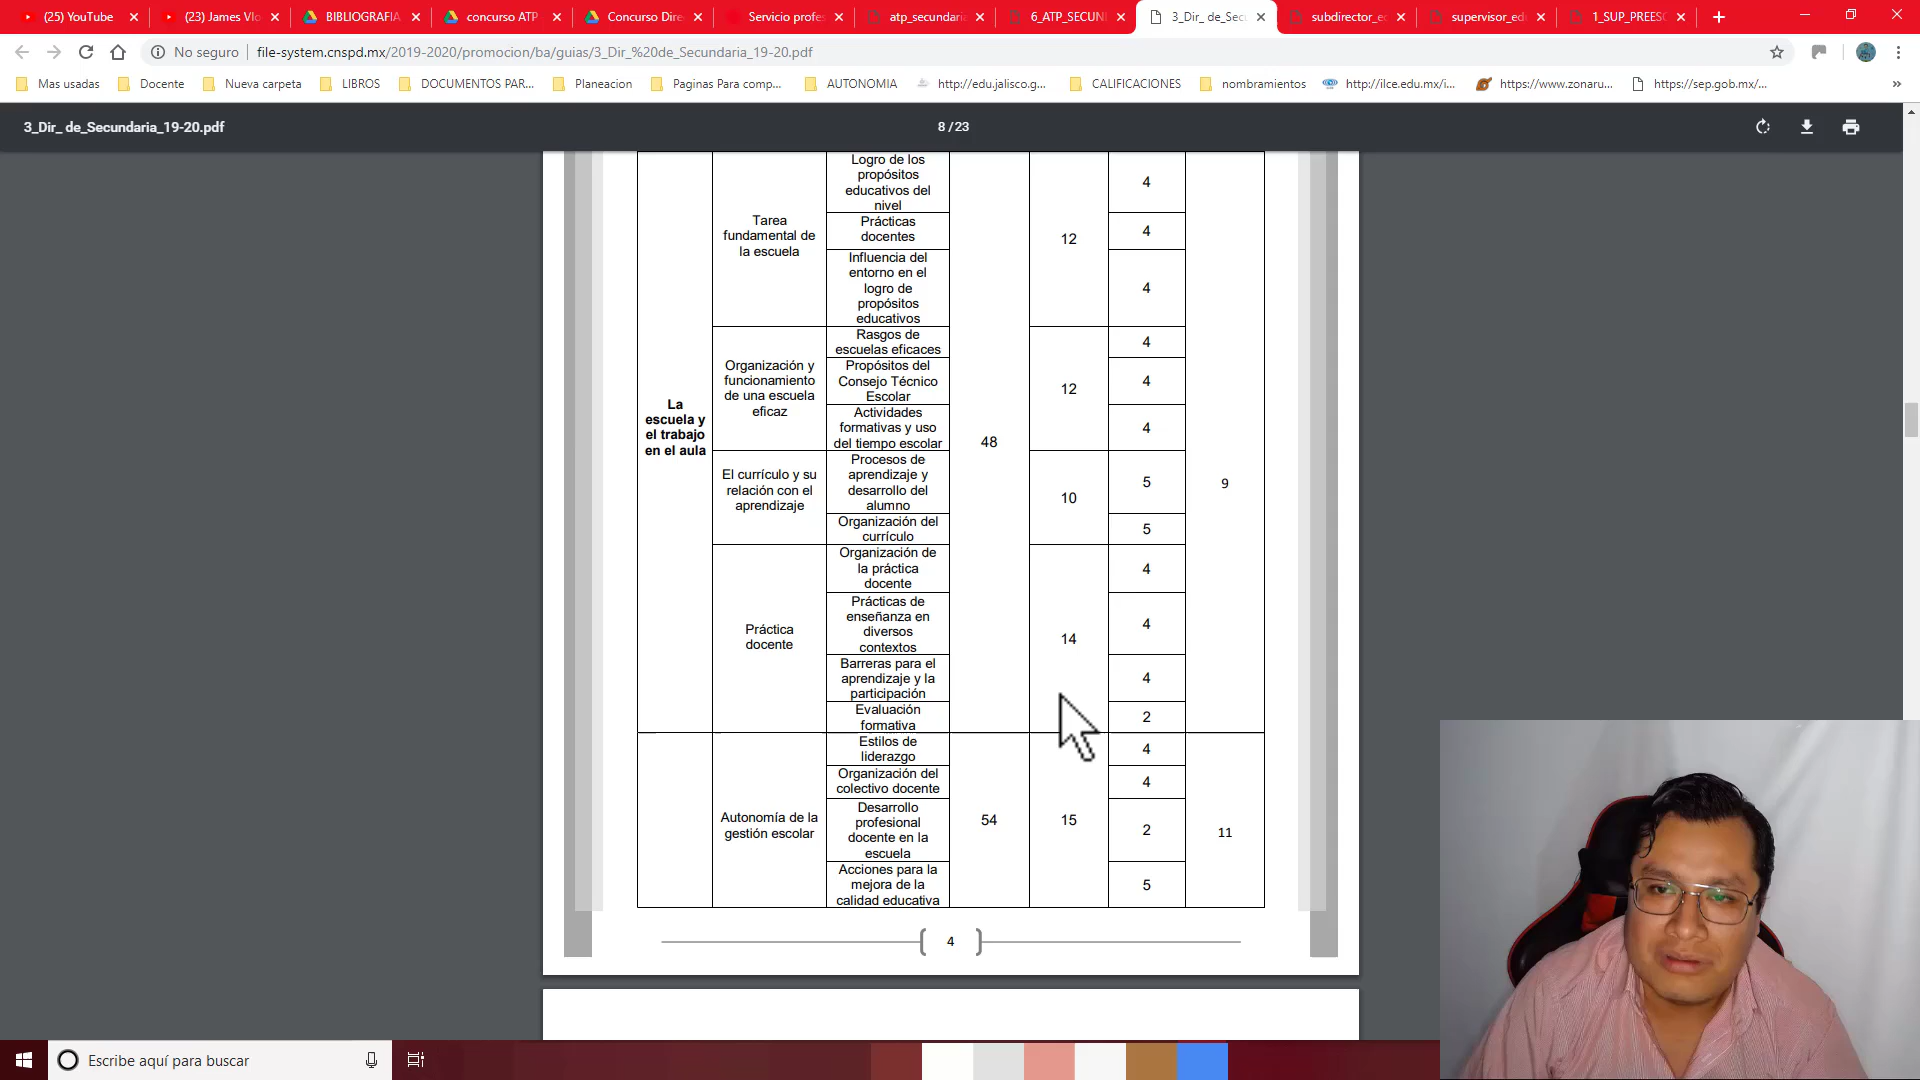 (25) YouTube
(23) James Vlo
BIBLIOGRAFIA
concurso ATP
Concurso Dire
Servicio profes
atp_secundaria
6_ATP_SECUN
3_Dir_ de_Secu
subdirector_e
supervisor_ed
1_SUP_PREES
No seguro
file-system.cnspd.mx/2019-2020/promocion/ba/guias/3_Dir_%20de_Secundaria_19-20.pdf
Mas usadas
Docente
Nueva carpeta
LIBROS
DOCUMENTOS PAR...
Planeacion
Paginas Para comp...
AUTONOMIA
http://edu.jalisco.g...
CALIFICACIONES
nombramientos
http://ilce.edu.mx/i...
https://www.zonaru...
https://sep.gob.mx/...
»
3_Dir_ de_Secundaria_19-20.pdf
8 / 23
La
escuela y
el trabajo
en el aula
Tarea
fundamental de
la escuela
Logro de los
propósitos
educativos del
nivel
4
Prácticas
docentes
4
Influencia del
entorno en el
logro de
propósitos
educativos
4
12
48
9
Organización y
funcionamiento
de una escuela
eficaz
Rasgos de
escuelas eficaces
4
Propósitos del
Consejo Técnico
Escolar
4
Actividades
formativas y uso
del tiempo escolar
4
12
El currículo y su
relación con el
aprendizaje
Procesos de
aprendizaje y
desarrollo del
alumno
5
Organización del
currículo
5
10
Práctica
docente
Organización de
la práctica
docente
4
Prácticas de
enseñanza en
diversos
contextos
4
Barreras para el
aprendizaje y la
participación
4
Evaluación
formativa
2
14
Autonomía de la
gestión escolar
Estilos de
liderazgo
4
Organización del
colectivo docente
4
Desarrollo
profesional
docente en la
escuela
2
Acciones para la
mejora de la
calidad educativa
5
54
15
11
4
Escribe aquí para buscar